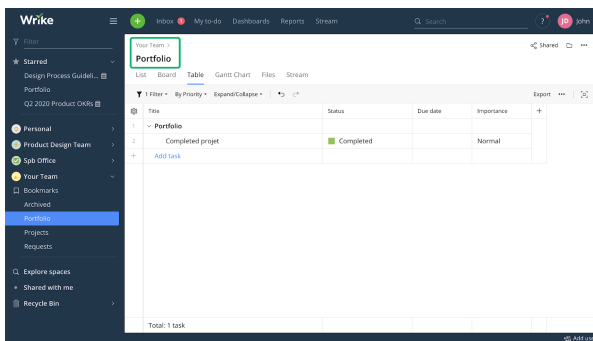 Wrike
Inbox 1 My to-do Dashboards Reports Stream Search ? JD John
Filter
Starred
Design Process Guideli...
Portfolio
Q2 2020 Product OKRs
Personal
Product Design Team
Spb Office
Your Team
Bookmarks
Archived
Portfolio
Projects
Requests
Explore spaces
Shared with me
Recycle Bin
Your Team >
Portfolio
Shared
List Board Table Gantt Chart Files Stream
1 Filter By Priority Expand/Collapse Export
Title Status Due date Importance
1 Portfolio
2 Completed projet Completed Normal
Add task
Total: 1 task